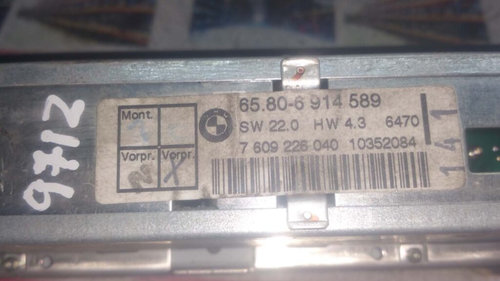 9712
Mont.
Vorpr. Vorpr.
X
65.80-6 914 589
SW 22.0 HW 4.3 6470
7 609 226 040 10352084
141